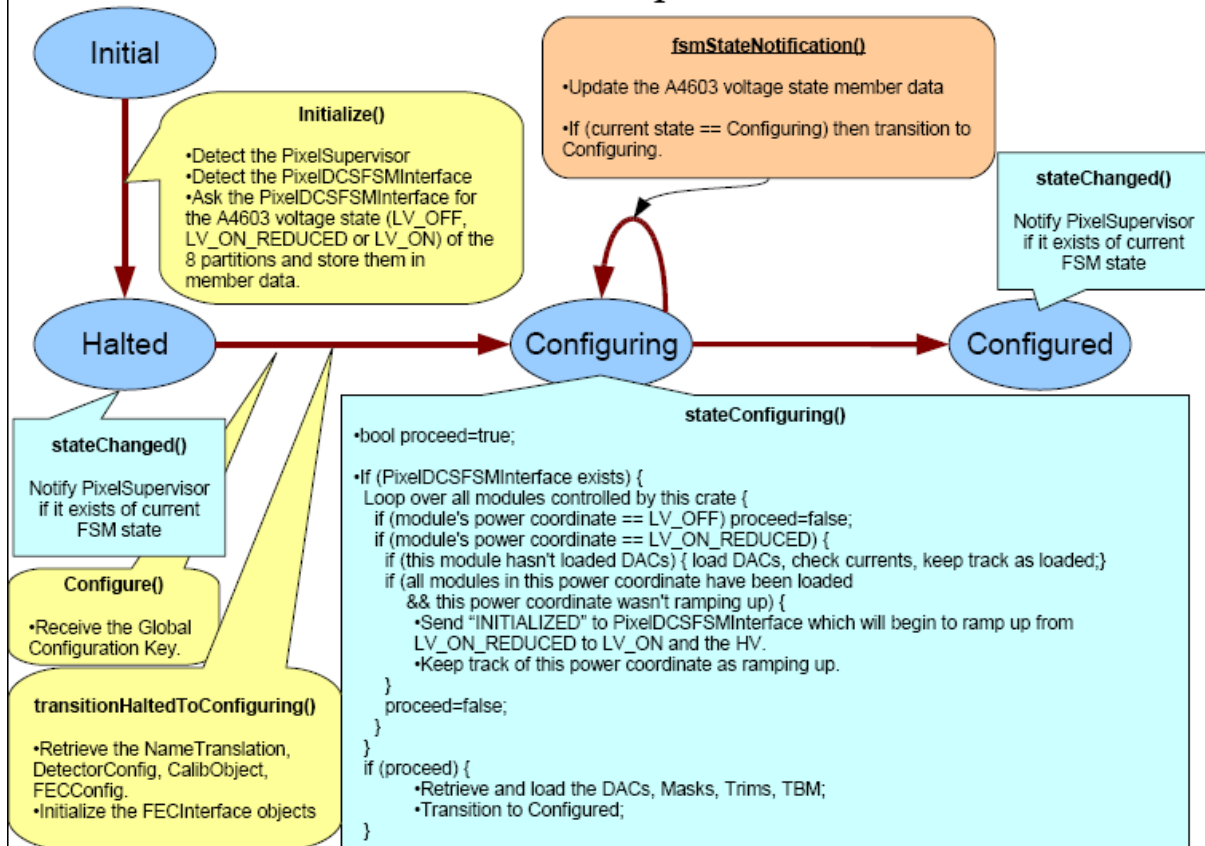 Initial
Initialize()
•Detect the PixelSupervisor
•Detect the PixelDCSFSMInterface
•Ask the PixelDCSFSMInterface for
the A4603 voltage state (LV_OFF,
LV_ON_REDUCED or LV_ON) of the
8 partitions and store them in
member data.
fsmStateNotification()
•Update the A4603 voltage state member data
•If (current state == Configuring) then transition to
Configuring.
stateChanged()
Notify PixelSupervisor
if it exists of current
FSM state
Halted
Configuring
Configured
stateChanged()
Notify PixelSupervisor
if it exists of current
FSM state
Configure()
•Receive the Global
Configuration Key.
transitionHaltedToConfiguring()
•Retrieve the NameTranslation,
DetectorConfig, CalibObject,
FECConfig.
•Initialize the FECInterface objects
stateConfiguring()
•bool proceed=true;
•If (PixelDCSFSMInterface exists) {
Loop over all modules controlled by this crate {
if (module's power coordinate == LV_OFF) proceed=false;
if (module's power coordinate == LV_ON_REDUCED) {
if (this module hasn't loaded DACs) { load DACs, check currents, keep track as loaded;}
if (all modules in this power coordinate have been loaded
&& this power coordinate wasn't ramping up) {
•Send “INITIALIZED” to PixelDCSFSMInterface which will begin to ramp up from
LV_ON_REDUCED to LV_ON and the HV.
•Keep track of this power coordinate as ramping up.
}
proceed=false;
}
}
if (proceed) {
•Retrieve and load the DACs, Masks, Trims, TBM;
•Transition to Configured;
}